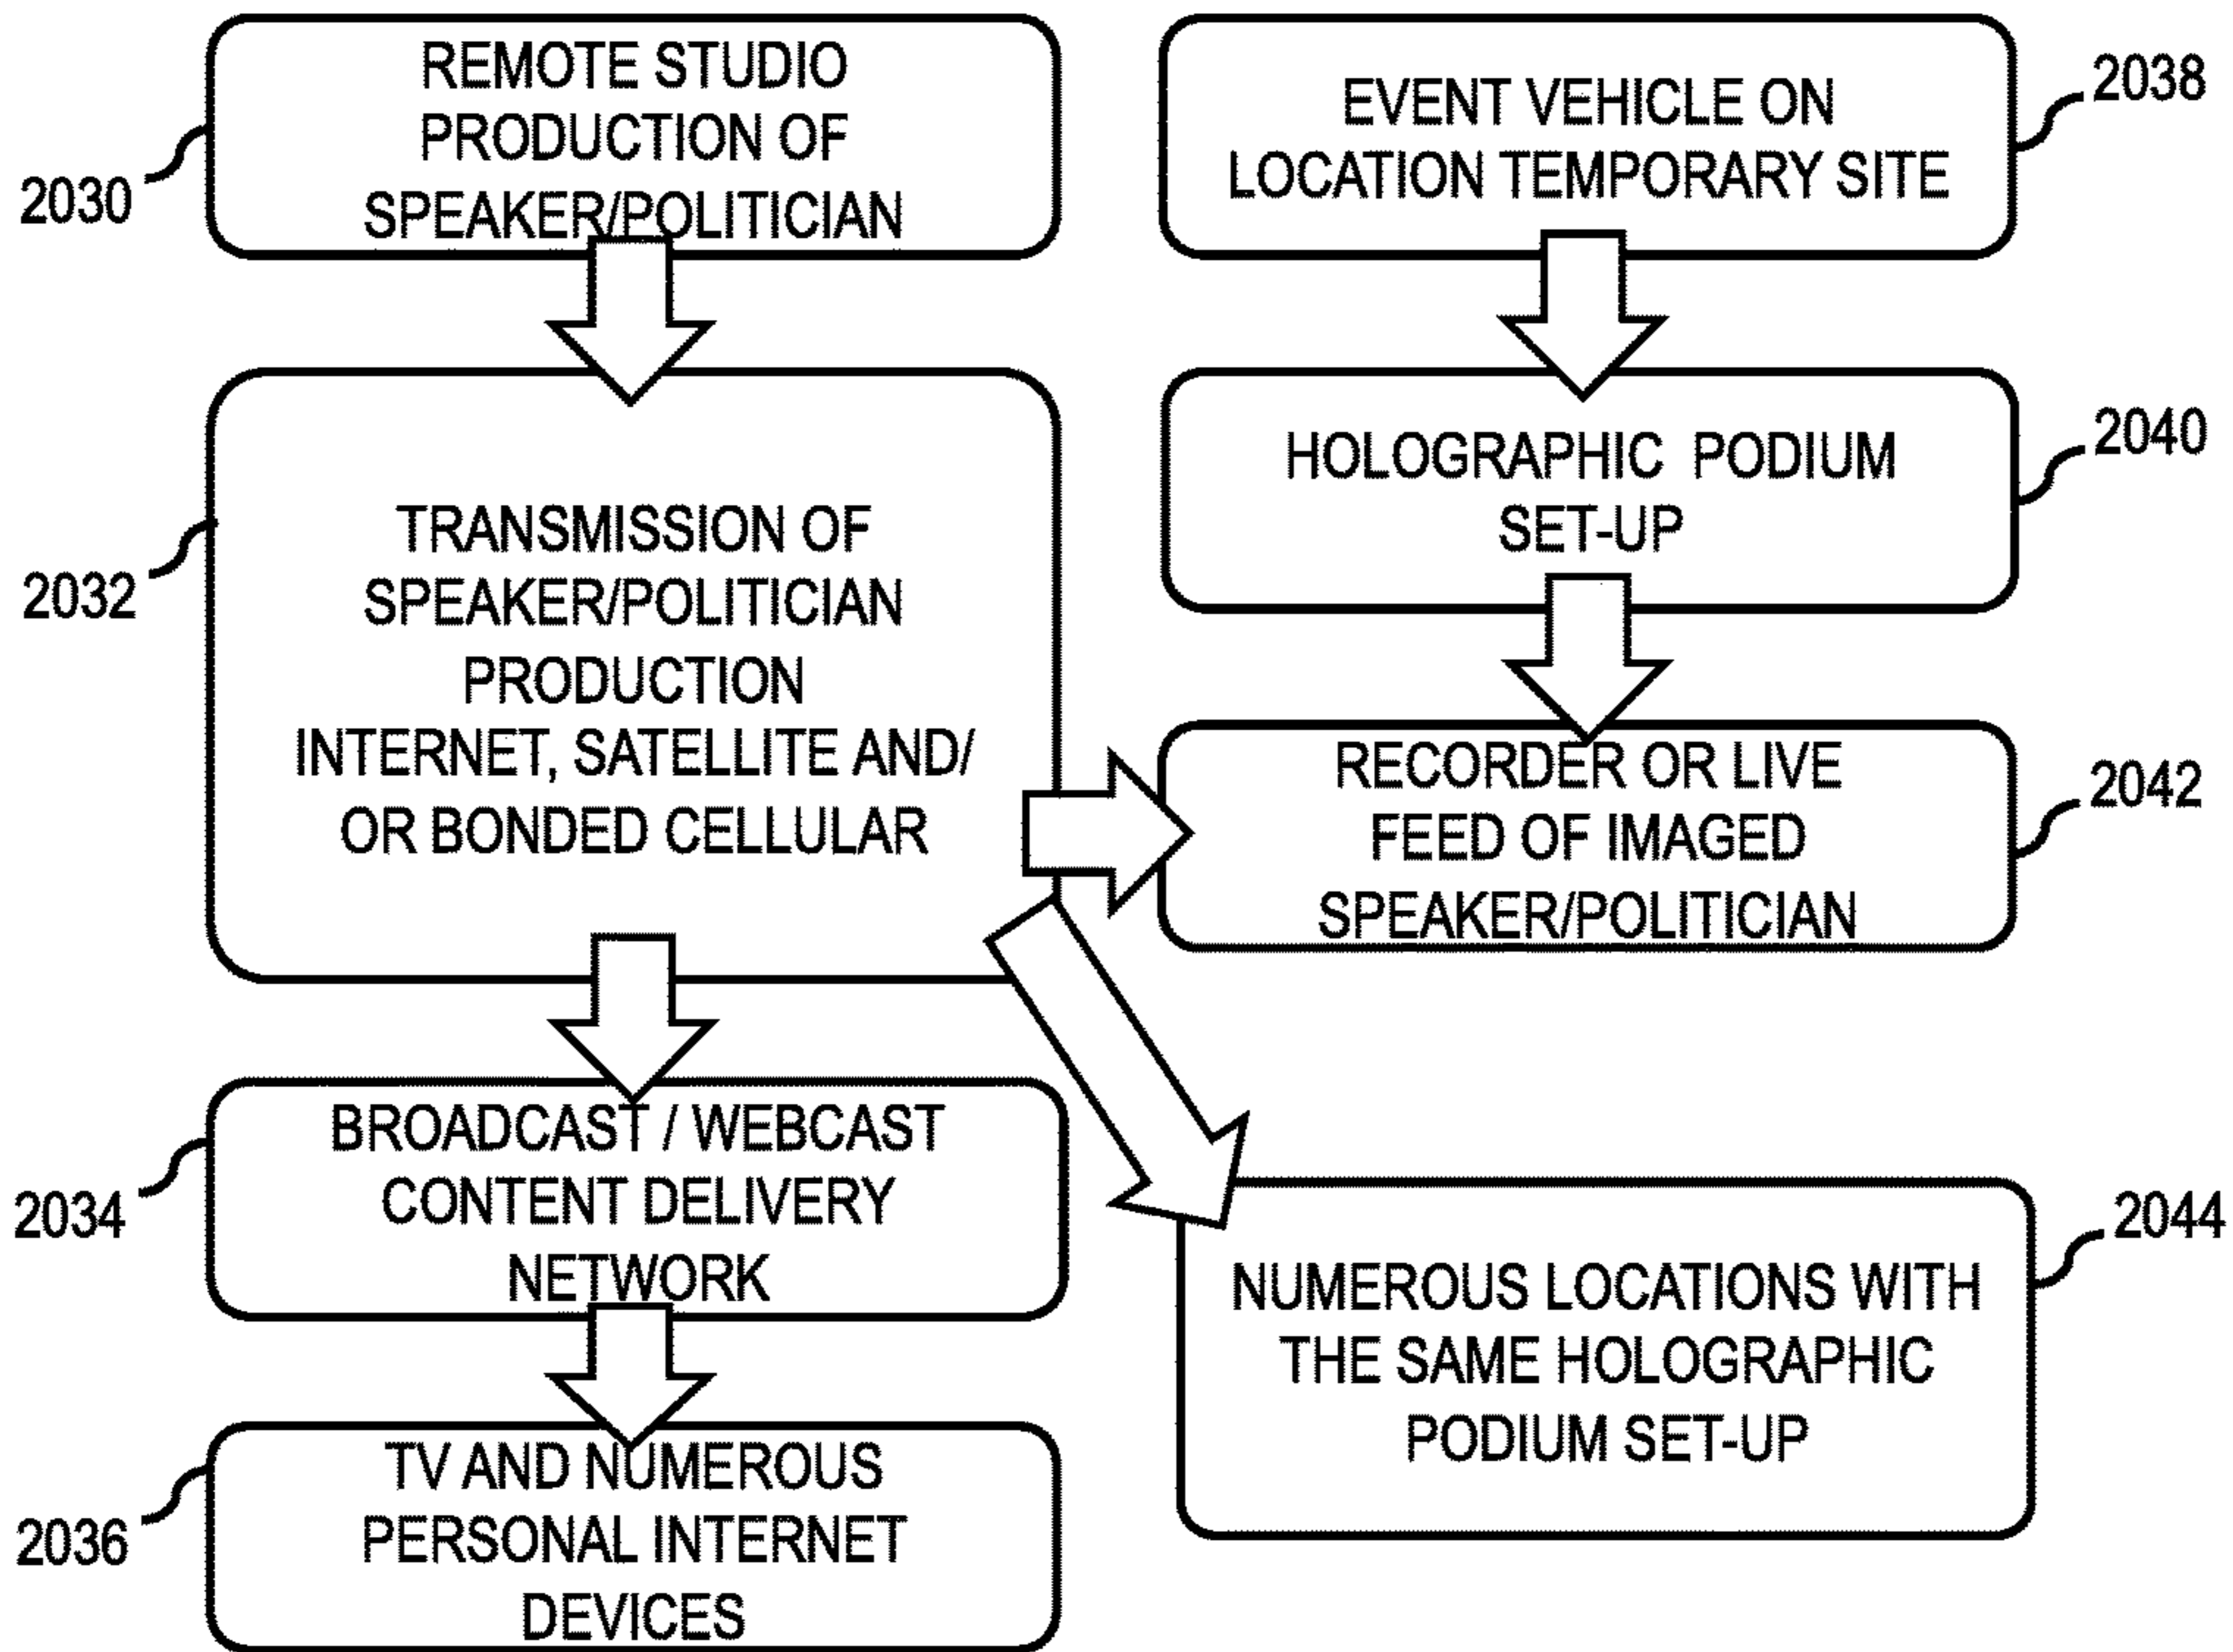 REMOTE STUDIO
PRODUCTION OF
SPEAKER/POLITICIAN
2030
TRANSMISSION OF
SPEAKER/POLITICIAN
PRODUCTION
INTERNET, SATELLITE AND/
OR BONDED CELLULAR
2032
BROADCAST / WEBCAST
CONTENT DELIVERY
NETWORK
2034
TV AND NUMEROUS
PERSONAL INTERNET
DEVICES
2036
EVENT VEHICLE ON
LOCATION TEMPORARY SITE
2038
HOLOGRAPHIC PODIUM
SET-UP
2040
RECORDER OR LIVE
FEED OF IMAGED
SPEAKER/POLITICIAN
2042
NUMEROUS LOCATIONS WITH
THE SAME HOLOGRAPHIC
PODIUM SET-UP
2044